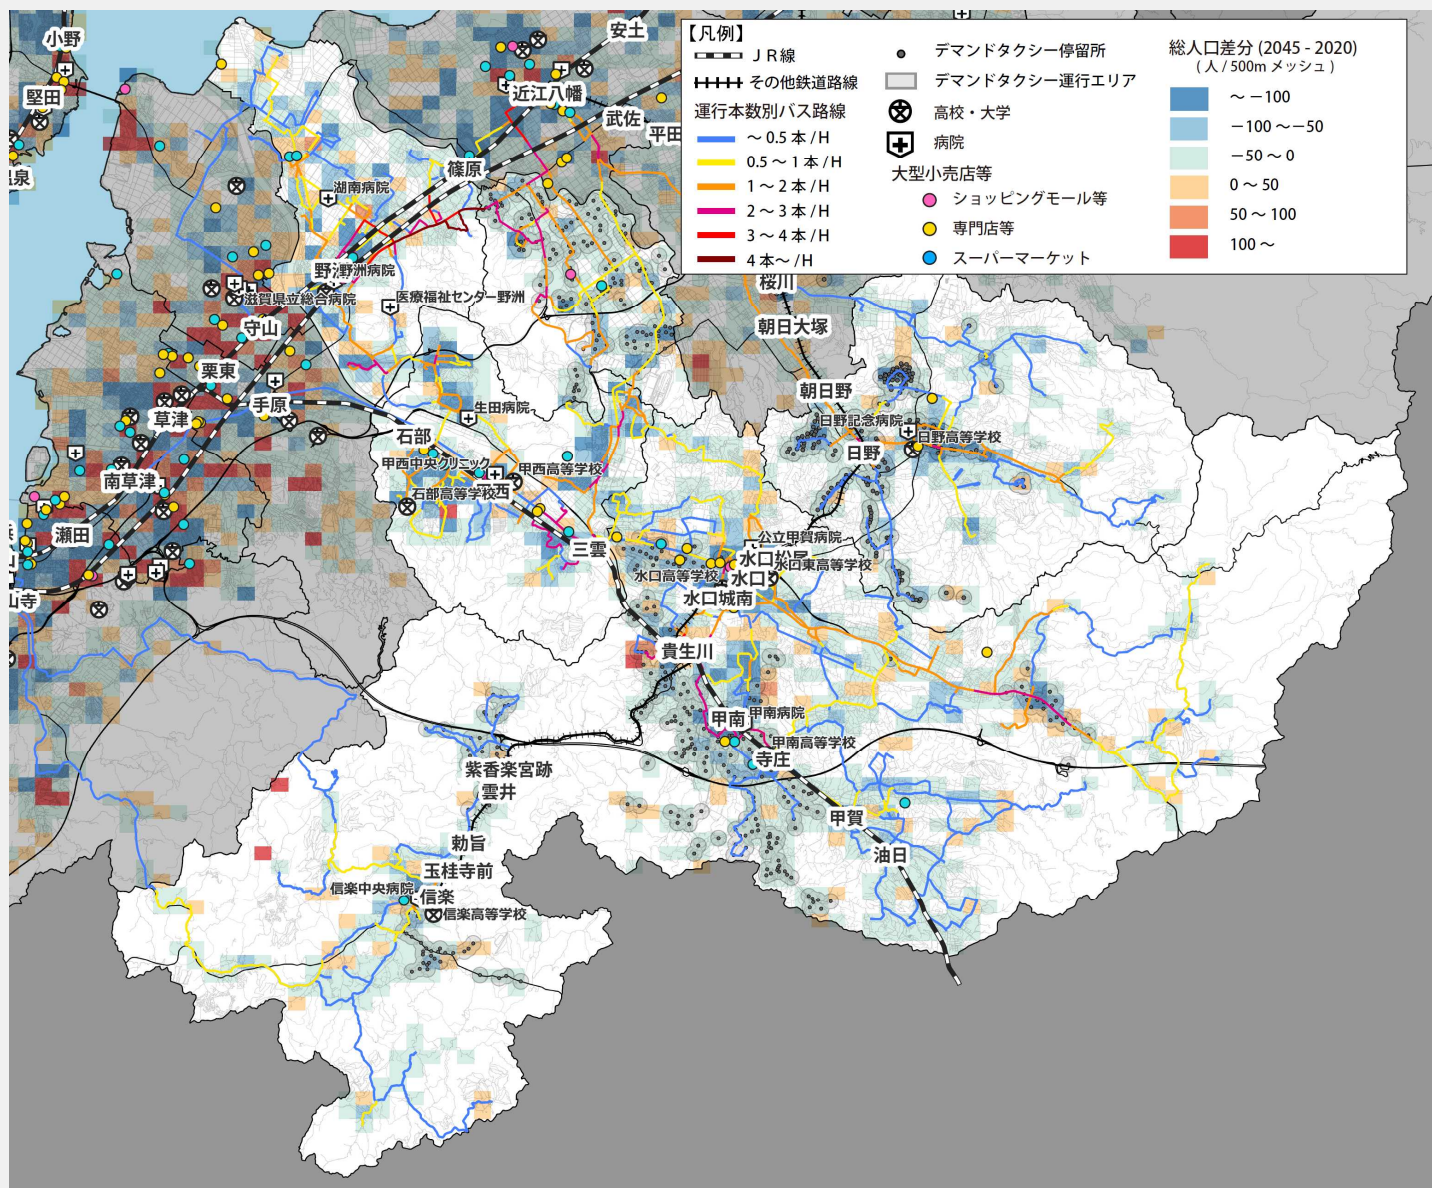 【凡例】
ＪＲ線
その他鉄道路線
運行本数別バス路線
～ 0.5 本 / H
0.5 ～ 1 本 / H
1 ～ 2 本 / H
2 ～ 3 本 / H
3 ～ 4 本 / H
4 本～ / H
デマンドタクシー停留所
デマンドタクシー運行エリア
高校・大学
病院
大型小売店等
ショッピングモール等
専門店等
スーパーマーケット
総人口差分 (2045 - 2020)
( 人 / 500m メッシュ )
～ －100
－100 ～－50
－50 ～ 0
0 ～ 50
50 ～ 100
100 ～
小野
安土
堅田
近江八幡
武佐
平田
温泉
篠原
湖南病院
野洲病院
滋賀県立総合病院
医療福祉センター野洲
守山
桜川
朝日大塚
栗東
手原
朝日野
草津
生田病院
石部
日野記念病院
日野高等学校
日野
甲西中央クリニック
甲西高等学校
南草津
石部高等学校
瀬田
三雲
公立甲賀病院
水口松尾
水口東高等学校
水口高等学校
水口
山寺
水口城南
貴生川
甲南
甲南病院
甲南高等学校
寺庄
紫香楽宮跡
雲井
甲賀
勅旨
油日
玉桂寺前
信楽中央病院
信楽
信楽高等学校